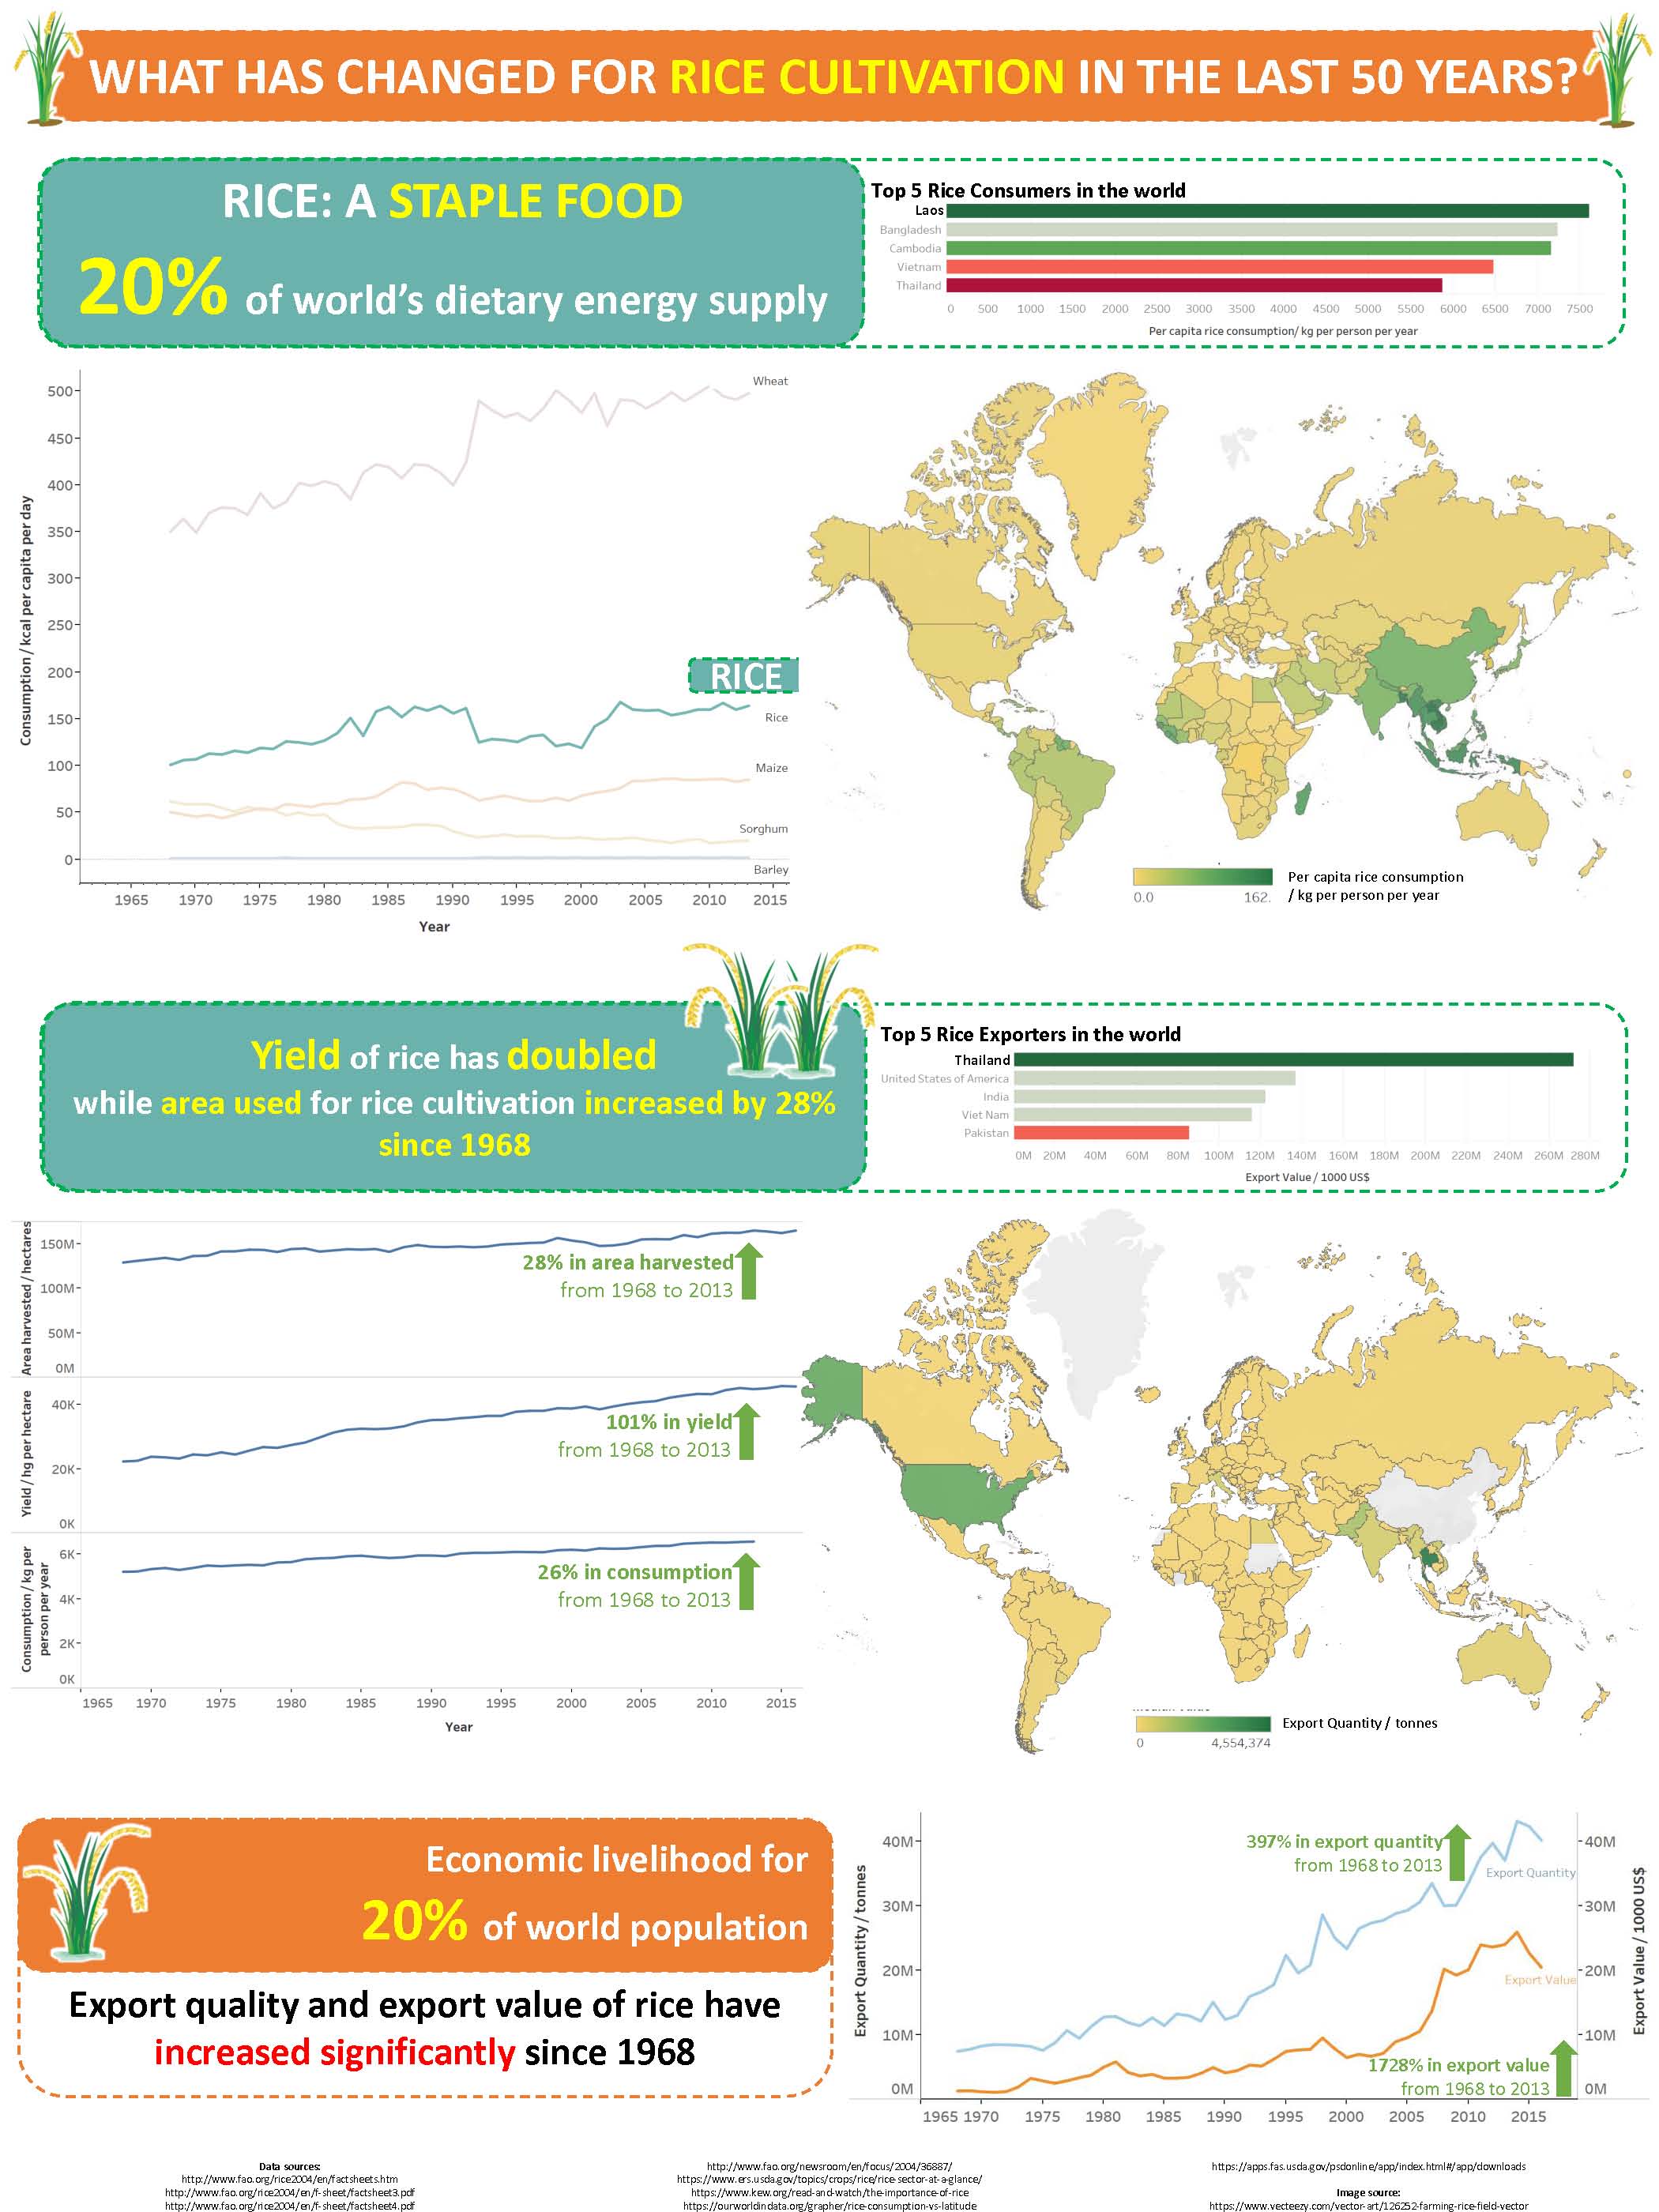 WHAT HAS CHANGED FOR RICE CULTIVATION IN THE LAST 50 YEARS?
RICE: A STAPLE FOOD
20% of world's dietary energy supply
Top 5 Rice Consumers in the world
Laos
Bangladesh
Cambodia
Vietnam
Thailand
0 500 1000 1500 2000 2500 3000 3500 4000 4500 5000 5500 6000 6500 7000 7500
Per capita rice consumption/ kg per person per year
Consumption / kcal per capita per day
500
450
400
350
300
250
200
150
100
50
0
Wheat
RICE
Rice
Maize
Sorghum
Barley
1965 1970 1975 1980 1985 1990 1995 2000 2005 2010 2015
Year
0.0 162.
Per capita rice consumption
/ kg per person per year
Yield of rice has doubled
while area used for rice cultivation increased by 28%
since 1968
Top 5 Rice Exporters in the world
Thailand
United States of America
India
Viet Nam
Pakistan
0M 20M 40M 60M 80M 100M 120M 140M 160M 180M 200M 220M 240M 260M 280M
Export Value / 1000 US$
Area harvested / hectares
150M
100M
50M
0M
28% in area harvested
from 1968 to 2013
Yield / hg per hectare
40K
20K
0K
101% in yield
from 1968 to 2013
Consumption / kg per
person per year
6K
4K
2K
0K
26% in consumption
from 1968 to 2013
1965 1970 1975 1980 1985 1990 1995 2000 2005 2010 2015
Year
0 4,554,374
Export Quantity / tonnes
Economic livelihood for
20% of world population
Export quality and export value of rice have
increased significantly since 1968
Export Quantity / tonnes
40M
30M
20M
10M
0M
397% in export quantity
from 1968 to 2013
Export Quantity
Export Value
1728% in export value
from 1968 to 2013
40M
30M
20M
10M
0M
Export Value / 1000 US$
1965 1970 1975 1980 1985 1990 1995 2000 2005 2010 2015
Data sources:
http://www.fao.org/rice2004/en/factsheets.htm
http://www.fao.org/rice2004/en/f-sheet/factsheet3.pdf
http://www.fao.org/rice2004/en/f-sheet/factsheet4.pdf
http://www.fao.org/newsroom/en/focus/2004/36887/
https://www.ers.usda.gov/topics/crops/rice/rice-sector-at-a-glance/
https://www.kew.org/read-and-watch/the-importance-of-rice
https://ourworldindata.org/grapher/rice-consumption-vs-latitude
https://apps.fas.usda.gov/psdonline/app/index.html#/app/downloads
Image source:
https://www.vecteezy.com/vector-art/126252-farming-rice-field-vector